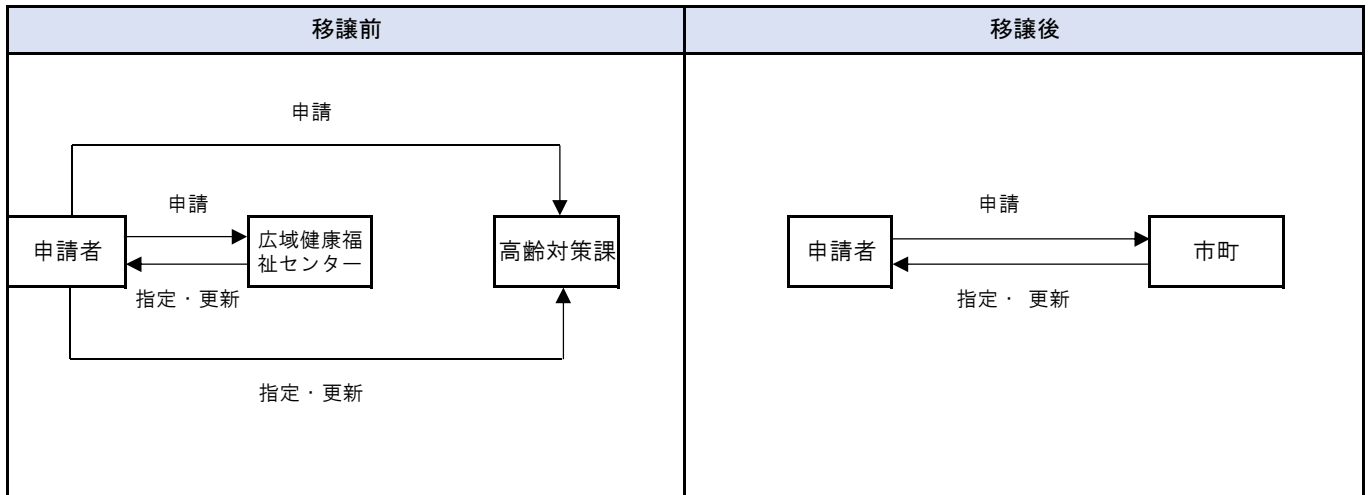 移譲前
移譲後
申請
申請
申請者
広域健康福
祉センター
高齢対策課
指定・更新
指定・更新
申請
申請者
市町
指定・ 更新